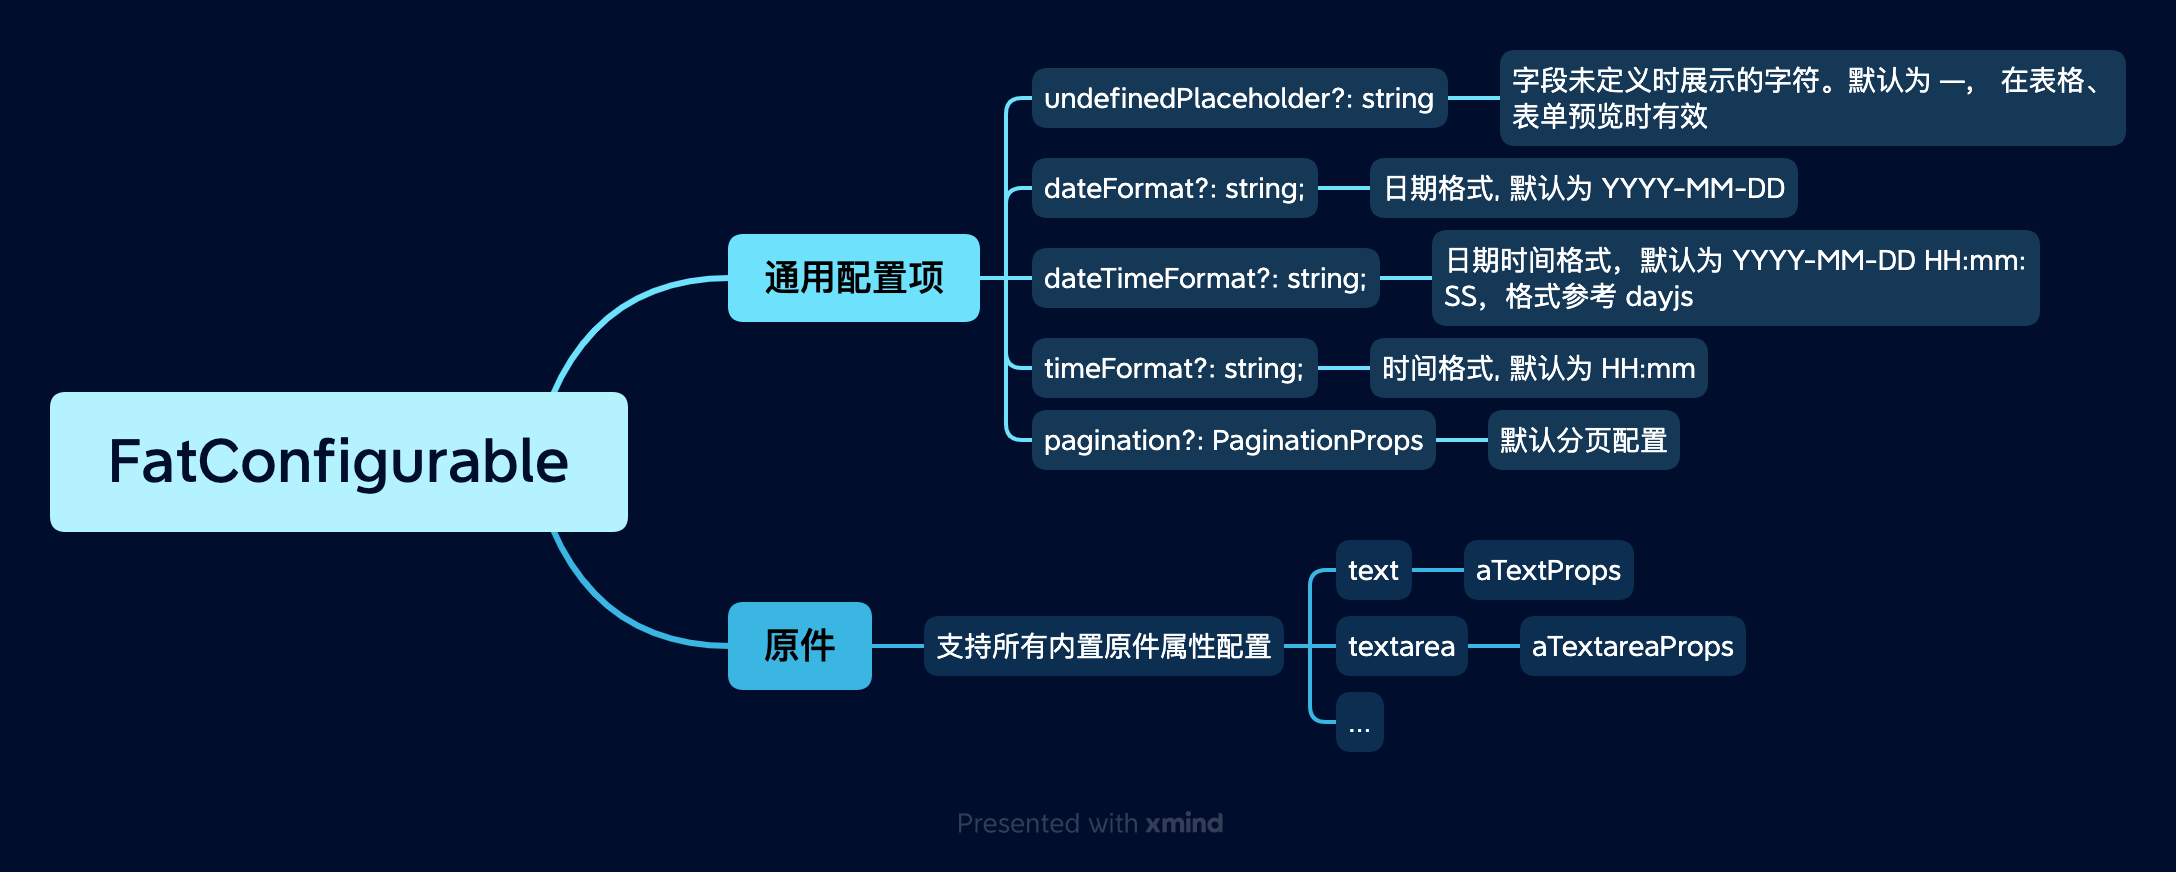 FatConfigurable
通用配置项
undefinedPlaceholder?: string
字段未定义时展示的字符。默认为 —， 在表格、
表单预览时有效
dateFormat?: string;
日期格式, 默认为 YYYY-MM-DD
dateTimeFormat?: string;
日期时间格式，默认为 YYYY-MM-DD HH:mm:
SS，格式参考 dayjs
timeFormat?: string;
时间格式, 默认为 HH:mm
pagination?: PaginationProps
默认分页配置
原件
支持所有内置原件属性配置
text
aTextProps
textarea
aTextareaProps
...
Presented with xmind